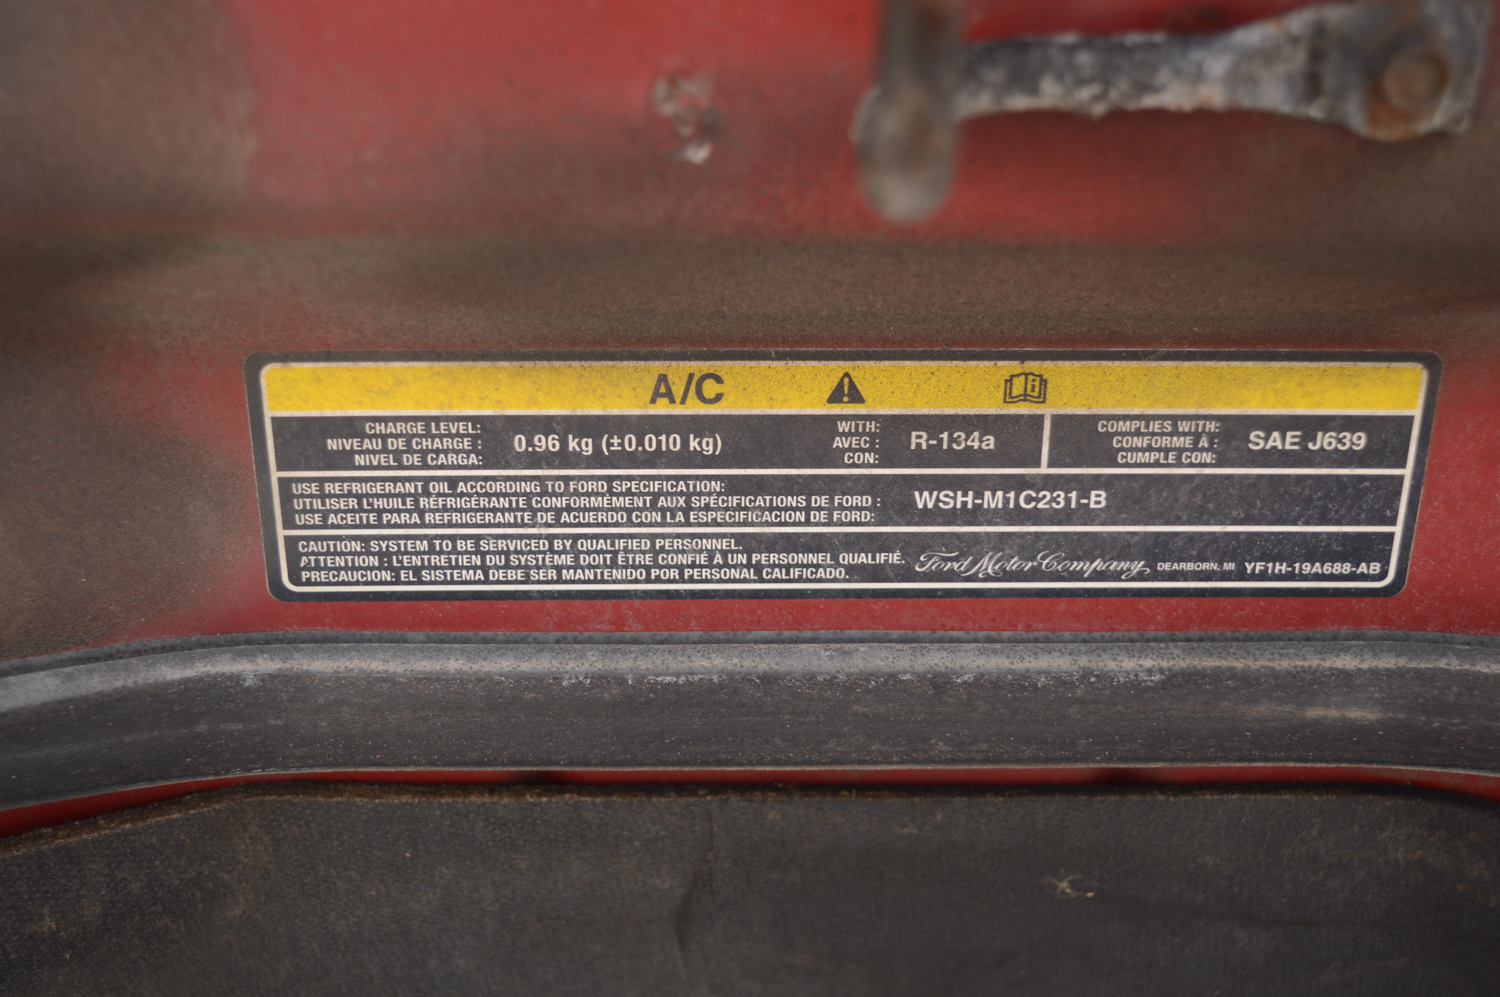 A/C
CHARGE LEVEL:
NIVEAU DE CHARGE :
NIVEL DE CARGA:
0.96 kg (±0.010 kg)
WITH:
AVEC :
CON:
R-134a
COMPLIES WITH:
CONFORME À :
CUMPLE CON:
SAE J639
USE REFRIGERANT OIL ACCORDING TO FORD SPECIFICATION:
UTILISER L'HUILE RÉFRIGÉRANTE CONFORMÉMENT AUX SPÉCIFICATIONS DE FORD :
USE ACEITE PARA REFRIGERANTE DE ACUERDO CON LA ESPECIFICACION DE FORD:
WSH-M1C231-B
CAUTION: SYSTEM TO BE SERVICED BY QUALIFIED PERSONNEL.
ATTENTION : L'ENTRETIEN DU SYSTÈME DOIT ÊTRE CONFIÉ À UN PERSONNEL QUALIFIÉ.
PRECAUCION: EL SISTEMA DEBE SER MANTENIDO POR PERSONAL CALIFICADO.
Ford Motor Company, DEARBORN, MI YF1H-19A688-AB